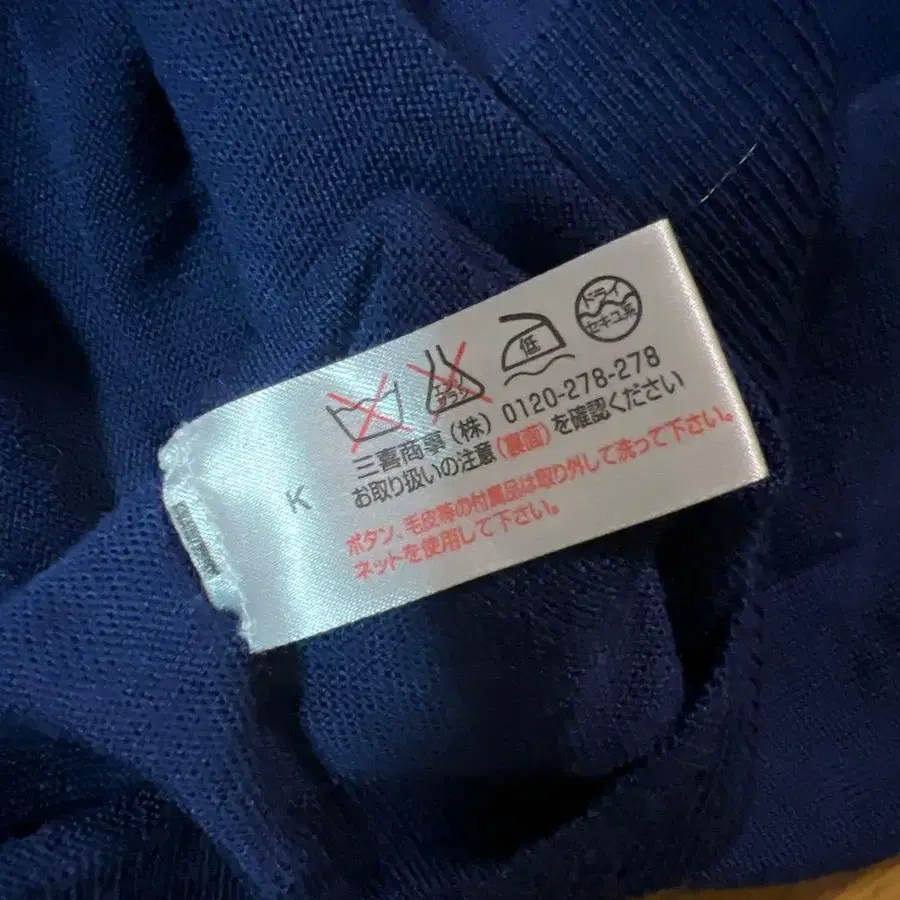 エンソ
サラシ
低
ドライ
セキユ系
三喜商事(株) 0120-278-278
お取り扱いの注意(裏面)を確認ください
K
ボタン、毛皮等の付属品は取り外して洗って下さい。
ネットを使用して下さい。